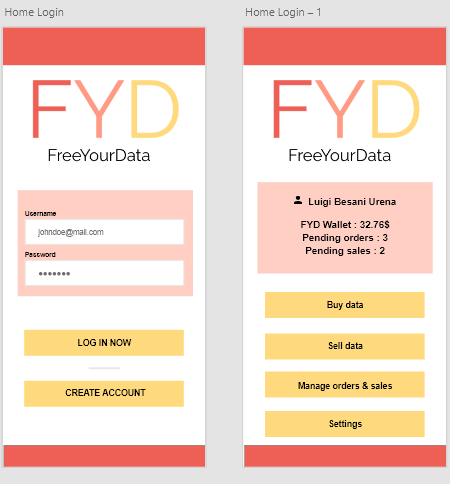 Home Login
FYD
FreeYourData
Username
johndoe@mail.com
Password
•••••••
LOG IN NOW
CREATE ACCOUNT
Home Login – 1
FYD
FreeYourData
Luigi Besani Urena
FYD Wallet : 32.76$
Pending orders : 3
Pending sales : 2
Buy data
Sell data
Manage orders & sales
Settings